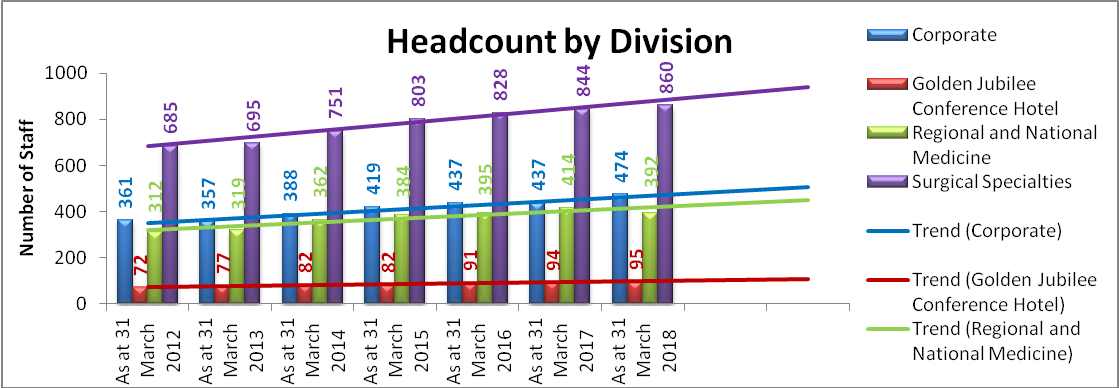 Headcount by Division
Number of Staff
1000
800
600
400
200
0
361
72
312
685
357
77
319
695
388
82
362
751
419
82
384
803
437
91
395
828
437
94
414
844
474
95
392
860
As at 31
March
2012
As at 31
March
2013
As at 31
March
2014
As at 31
March
2015
As at 31
March
2016
As at 31
March
2017
As at 31
March
2018
Corporate
Golden Jubilee
Conference Hotel
Regional and National
Medicine
Surgical Specialties
Trend (Corporate)
Trend (Golden Jubilee
Conference Hotel)
Trend (Regional and
National Medicine)